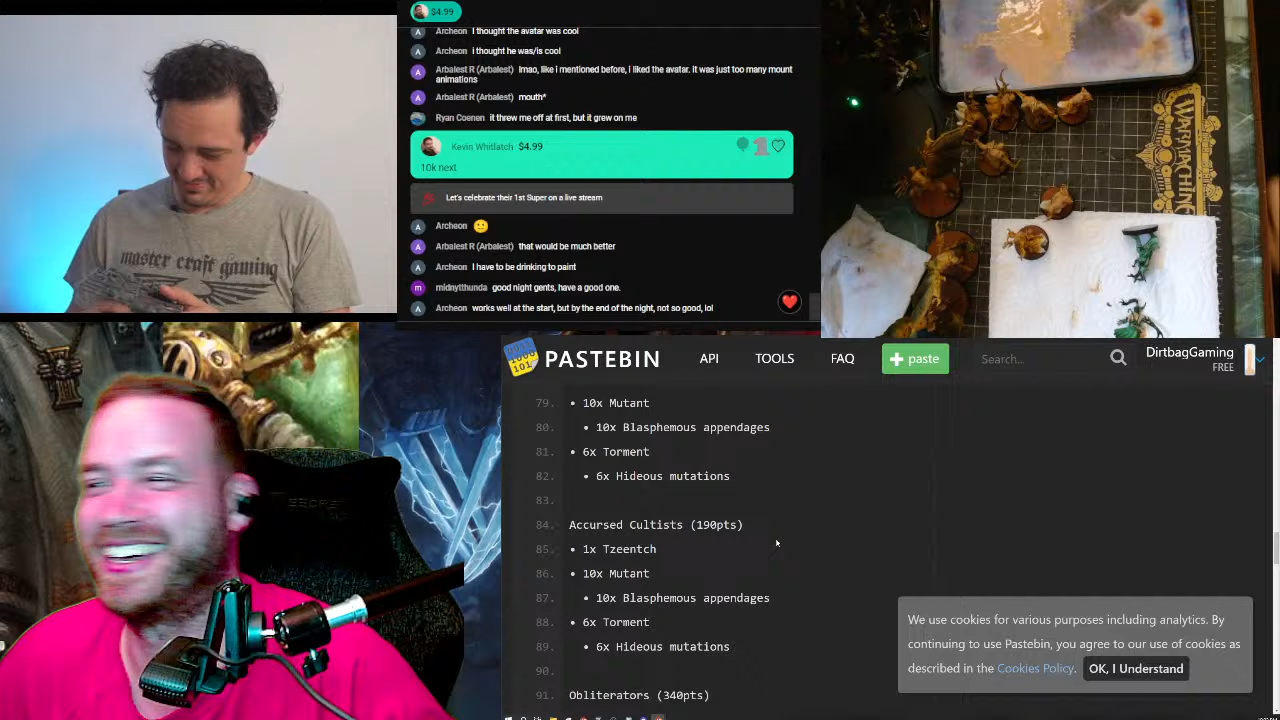 $4.99
Archeon I thought the avatar was cool
Archeon i thought he was/is cool
Arbalest R (Arbalest) lmao, like i mentioned before, i liked the avatar. it was just too many mount
animations
Arbalest R (Arbalest) mouth*
Ryan Coenen it threw me off at first, but it grew on me
Kevin Whitlatch $4.99
10k next
Let's celebrate their 1st Super on a live stream
Archeon
Arbalest R (Arbalest) that would be much better
Archeon I have to be drinking to paint
midnytthunda good night gents, have a good one.
Archeon works well at the start, but by the end of the night, not so good, lol
master craft gaming
WARMACHINE
PASTEBIN API TOOLS FAQ + paste Search... DirtbagGaming
FREE
79. • 10x Mutant
80. • 10x Blasphemous appendages
81. • 6x Torment
82. • 6x Hideous mutations
83.
84. Accursed Cultists (190pts)
85. • 1x Tzeentch
86. • 10x Mutant
87. • 10x Blasphemous appendages
88. • 6x Torment
89. • 6x Hideous mutations
90.
91. Obliterators (340pts)
We use cookies for various purposes including analytics. By
continuing to use Pastebin, you agree to our use of cookies as
described in the Cookies Policy. OK, I Understand